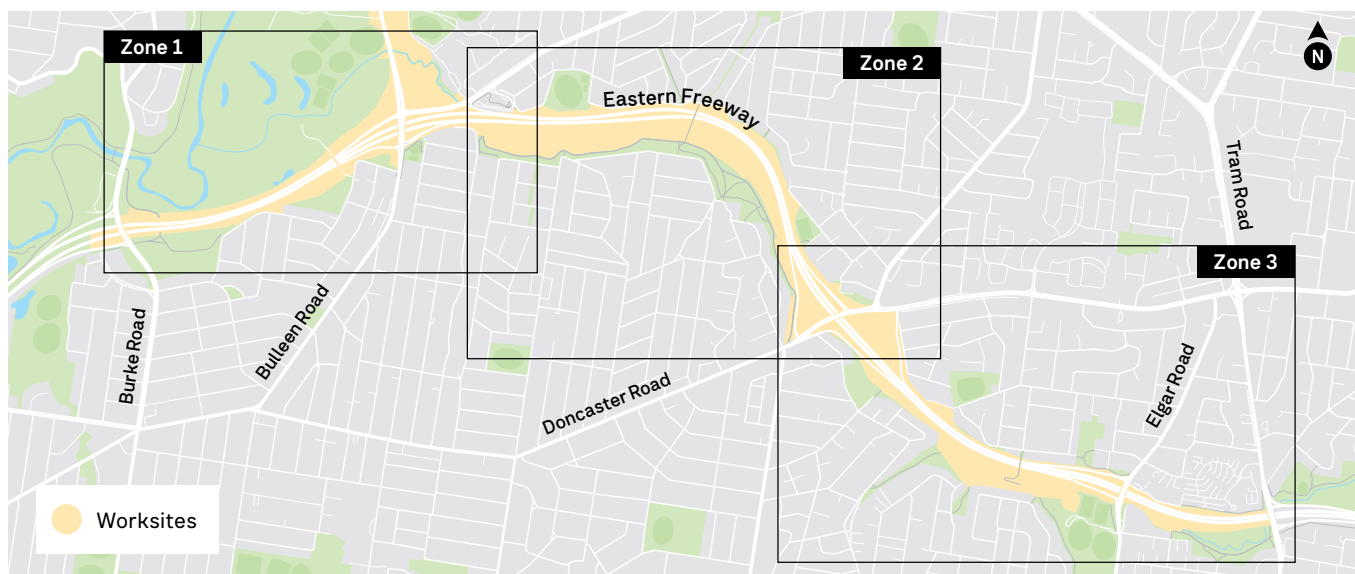 Zone 1
Zone 2
N
Eastern Freeway
Tram Road
Zone 3
Bulleen Road
Burke Road
Elgar Road
Doncaster Road
Worksites